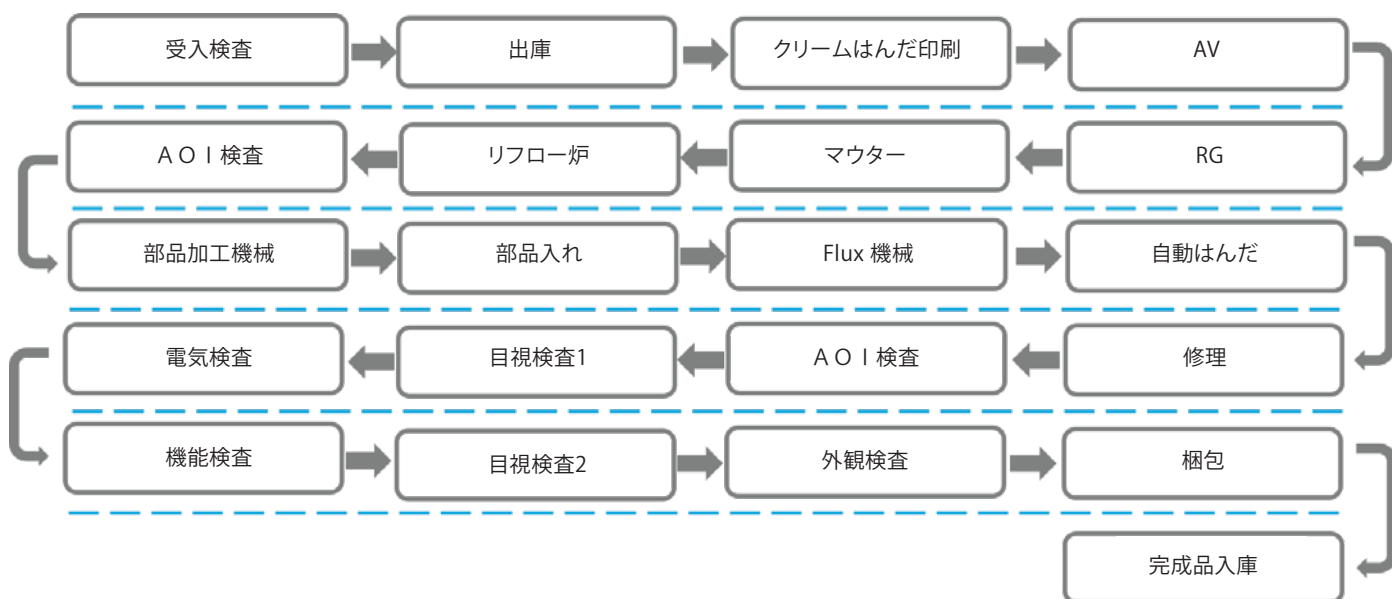 受入検査
出庫
クリームはんだ印刷
AV
RG
マウター
リフロー炉
AOI検査
部品加工機械
部品入れ
Flux 機械
自動はんだ
修理
AOI検査
目視検査1
電気検査
機能検査
目視検査2
外観検査
梱包
完成品入庫